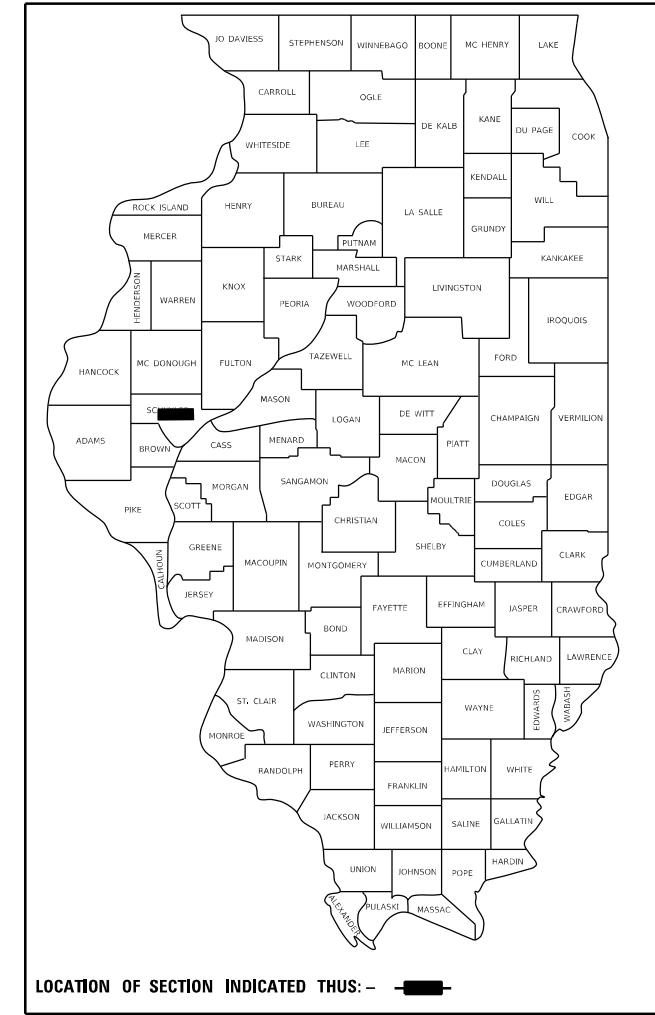 JO DAVIESS STEPHENSON WINNEBAGO BOONE MC HENRY LAKE
CARROLL OGLE KANE
DE KALB DU PAGE COOK
WHITESIDE LEE
KENDALL
ROCK ISLAND HENRY BUREAU LA SALLE WILL
MERCER PUTNAM GRUNDY
STARK MARSHALL KANKAKEE
HENDERSON WARREN KNOX PEORIA WOODFORD LIVINGSTON
IROQUOIS
TAZEWELL FORD
HANCOCK MC DONOUGH FULTON MC LEAN
MASON
ADAMS LOGAN DE WITT CHAMPAIGN VERMILION
BROWN CASS MENARD PIATT
MACON
PIKE SCOTT MORGAN SANGAMON MOULTRIE DOUGLAS EDGAR
CHRISTIAN COLES
CALHOUN GREENE MACOUPIN MONTGOMERY SHELBY CUMBERLAND CLARK
JERSEY
FAYETTE EFFINGHAM JASPER CRAWFORD
MADISON BOND
CLAY RICHLAND LAWRENCE
CLINTON MARION
ST. CLAIR WAYNE EDWARDS WABASH
WASHINGTON JEFFERSON
MONROE
RANDOLPH PERRY HAMILTON WHITE
FRANKLIN
JACKSON WILLIAMSON SALINE GALLATIN
UNION JOHNSON POPE HARDIN
ALEXANDER PULASKI MASSAC
LOCATION OF SECTION INDICATED THUS: –